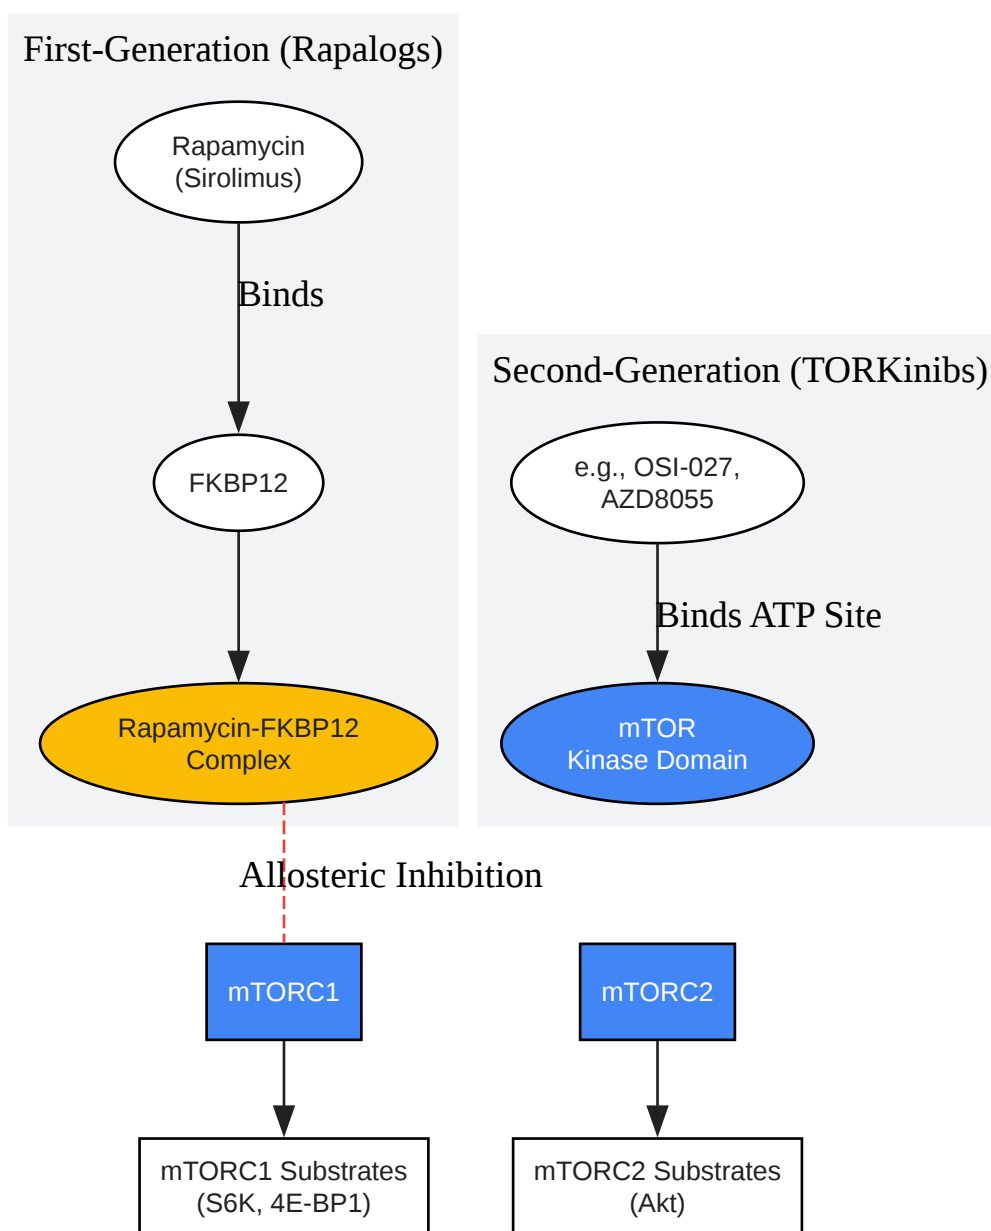 First-Generation (Rapalogs)
Rapamycin
(Sirolimus)
Binds
FKBP12
Rapamycin-FKBP12
Complex
Second-Generation (TORKinibs)
e.g., OSI-027,
AZD8055
Binds ATP Site
mTOR
Kinase Domain
Allosteric Inhibition
mTORC1
mTORC2
mTORC1 Substrates
(S6K, 4E-BP1)
mTORC2 Substrates
(Akt)